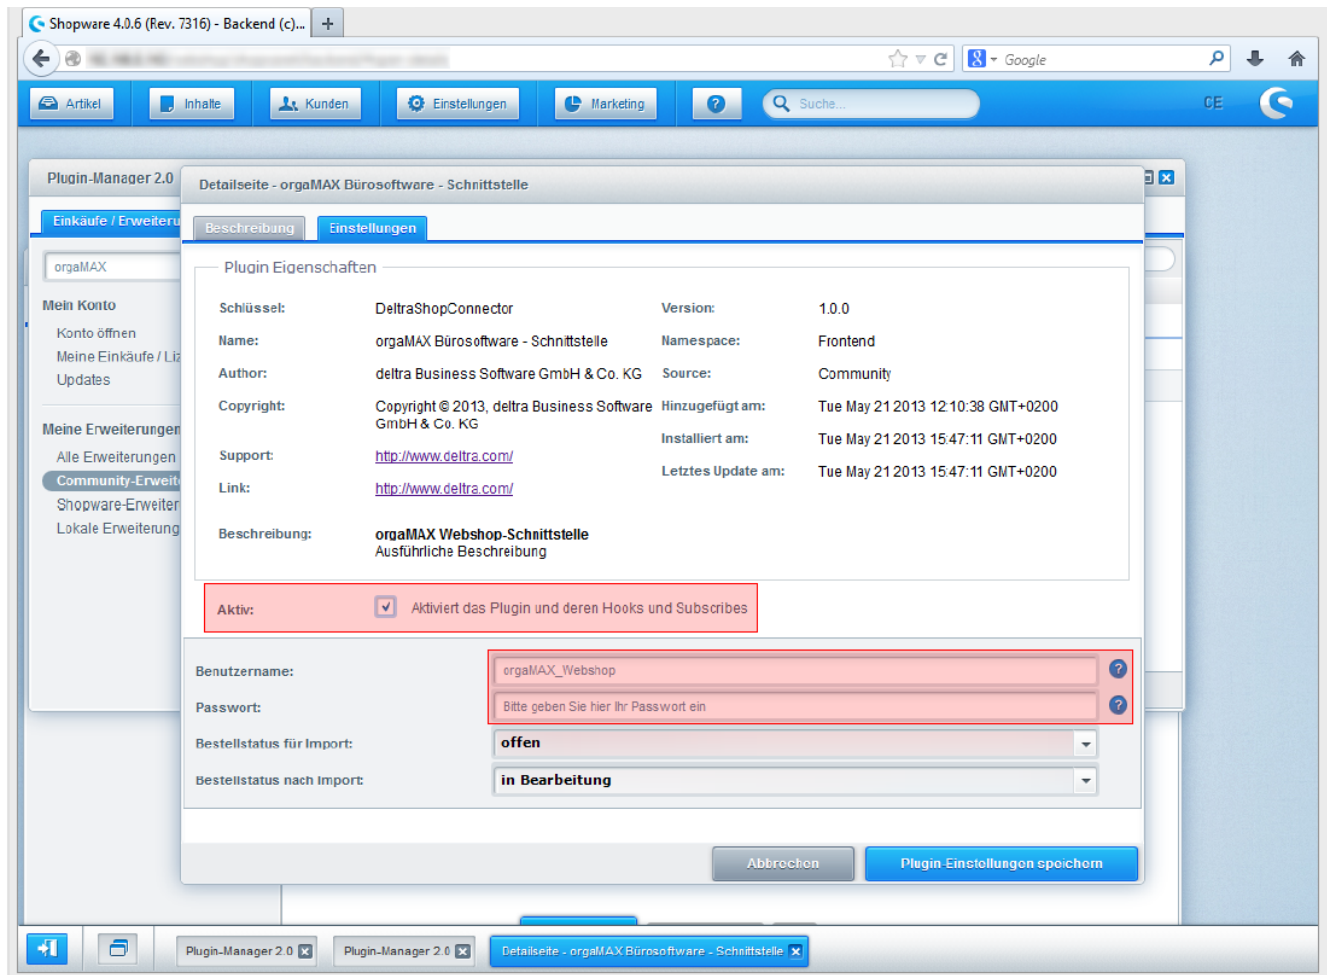 Shopware 4.0.6 (Rev. 7316) - Backend (c)...
Google
Artikel
Inhalte
Kunden
Einstellungen
Marketing
Suche...
CE
Plugin-Manager 2.0
Detailseite - orgaMAX Bürosoftware - Schnittstelle
Einkäufe / Erweiteru
Beschreibung
Einstellungen
orgaMAX
Mein Konto
Konto öffnen
Meine Einkäufe / Liz
Updates
Meine Erweiterungen
Alle Erweiterungen
Community-Erweit
Shopware-Erweiter
Lokale Erweiterung
Plugin Eigenschaften
Schlüssel: DeltraShopConnector
Name: orgaMAX Bürosoftware - Schnittstelle
Author: deltra Business Software GmbH & Co. KG
Copyright: Copyright © 2013, deltra Business Software
GmbH & Co. KG
Support: http://www.deltra.com/
Link: http://www.deltra.com/
Beschreibung: orgaMAX Webshop-Schnittstelle
Ausführliche Beschreibung
Version: 1.0.0
Namespace: Frontend
Source: Community
Hinzugefügt am: Tue May 21 2013 12:10:38 GMT+0200
Installiert am: Tue May 21 2013 15:47:11 GMT+0200
Letztes Update am: Tue May 21 2013 15:47:11 GMT+0200
Aktiv: Aktiviert das Plugin und deren Hooks und Subscribes
Benutzername: orgaMAX_Webshop
Passwort: Bitte geben Sie hier Ihr Passwort ein
Bestellstatus für Import: offen
Bestellstatus nach Import: in Bearbeitung
Abbrechen
Plugin-Einstellungen speichern
Plugin-Manager 2.0
Plugin-Manager 2.0
Detailseite - orgaMAX Bürosoftware - Schnittstelle